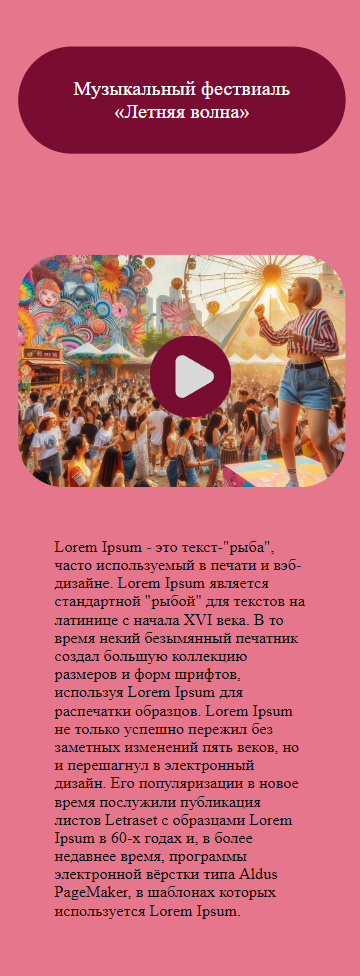 Музыкальный фествиаль
«Летняя волна»
Lorem Ipsum - это текст-"рыба",
часто используемый в печати и вэб-
дизайне. Lorem Ipsum является
стандартной "рыбой" для текстов на
латинице с начала XVI века. В то
время некий безымянный печатник
создал большую коллекцию
размеров и форм шрифтов,
используя Lorem Ipsum для
распечатки образцов. Lorem Ipsum
не только успешно пережил без
заметных изменений пять веков, но
и перешагнул в электронный
дизайн. Его популяризации в новое
время послужили публикация
листов Letraset с образцами Lorem
Ipsum в 60-х годах и, в более
недавнее время, программы
электронной вёрстки типа Aldus
PageMaker, в шаблонах которых
используется Lorem Ipsum.